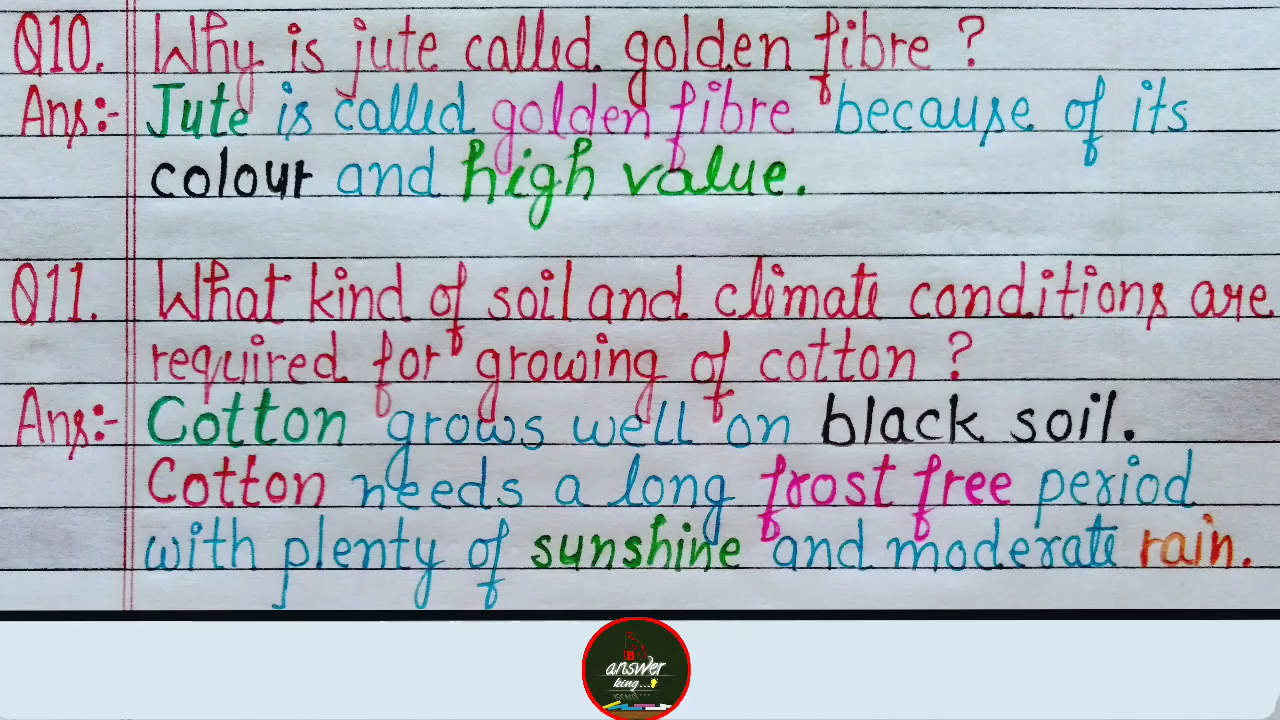 Q10. Why is jute called golden fibre ?
Ans:- Jute is called golden fibre because of its
colour and high value.
Q11. What kind of soil and climate conditions are
required for growing of cotton ?
Ans:- Cotton grows well on black soil.
Cotton needs a long frost free period
with plenty of sunshine and moderate rain.
answer
king...